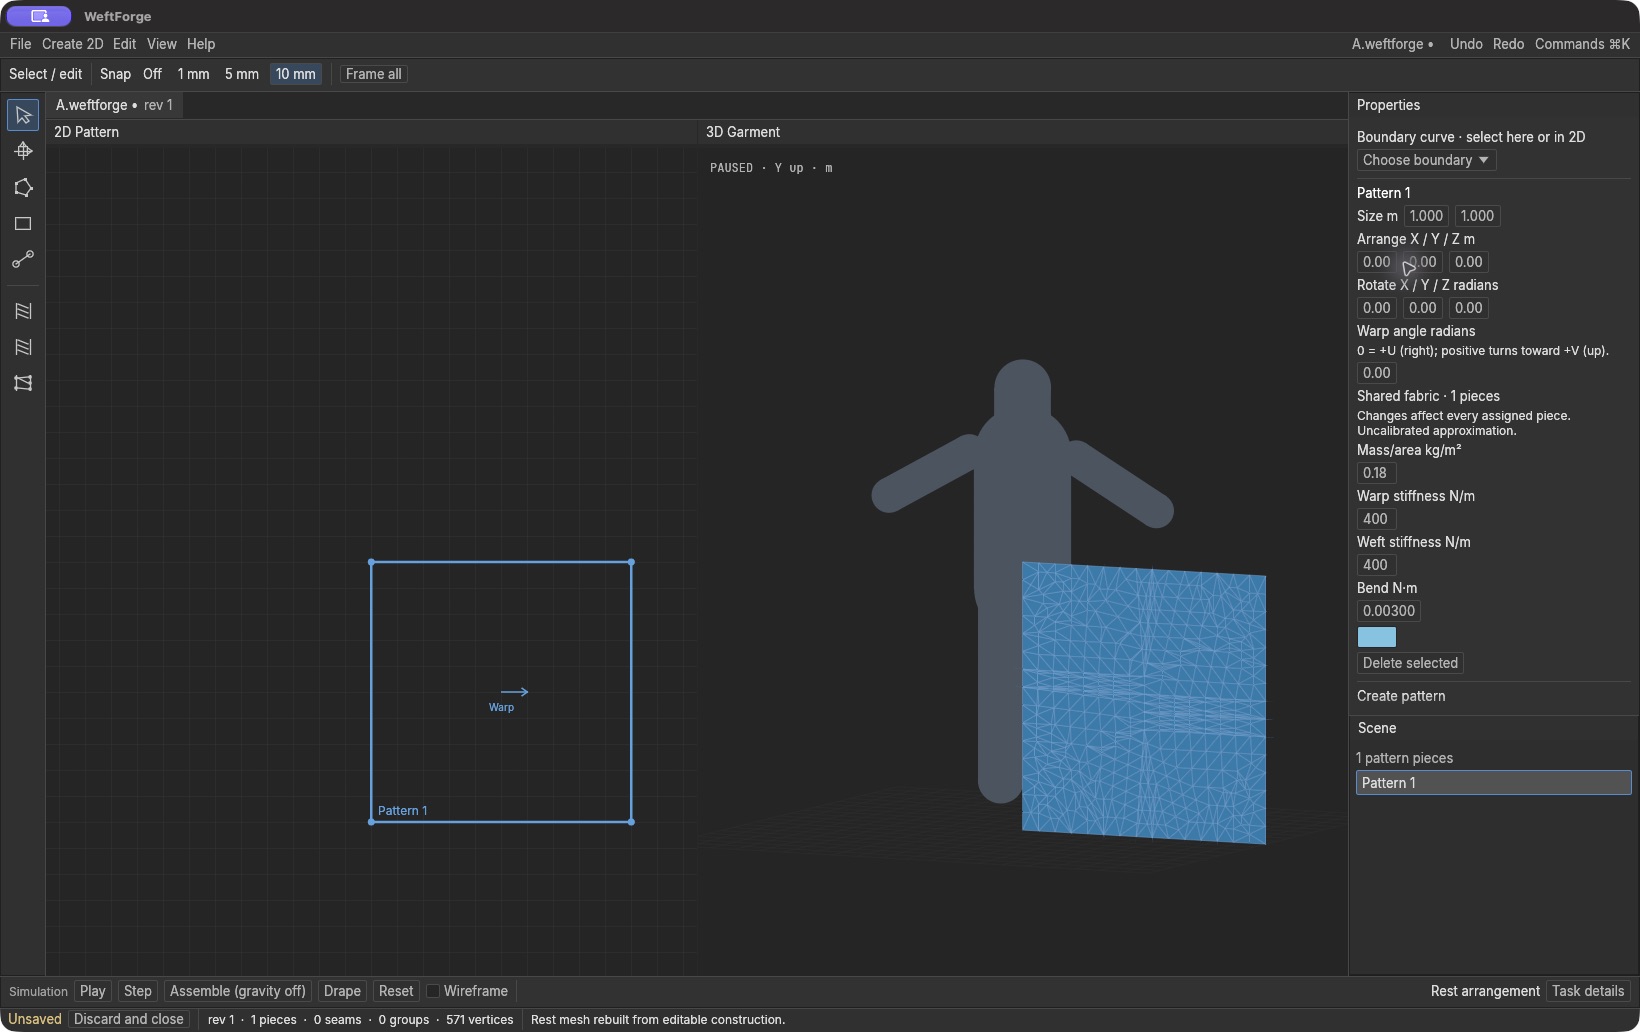 WeftForge
File Create 2D Edit View Help
A.weftforge • Undo Redo Commands ⌘K
Select / edit Snap Off 1 mm 5 mm 10 mm Frame all
A.weftforge • rev 1
2D Pattern
Warp
Pattern 1
3D Garment
PAUSED · Y up · m
Properties
Boundary curve · select here or in 2D
Choose boundary
Pattern 1
Size m 1.000 1.000
Arrange X / Y / Z m
0.00 0.00 0.00
Rotate X / Y / Z radians
0.00 0.00 0.00
Warp angle radians
0 = +U (right); positive turns toward +V (up).
0.00
Shared fabric · 1 pieces
Changes affect every assigned piece.
Uncalibrated approximation.
Mass/area kg/m²
0.18
Warp stiffness N/m
400
Weft stiffness N/m
400
Bend N·m
0.00300
Delete selected
Create pattern
Scene
1 pattern pieces
Pattern 1
Simulation Play Step Assemble (gravity off) Drape Reset Wireframe
Rest arrangement Task details
Unsaved Discard and close rev 1 · 1 pieces · 0 seams · 0 groups · 571 vertices Rest mesh rebuilt from editable construction.